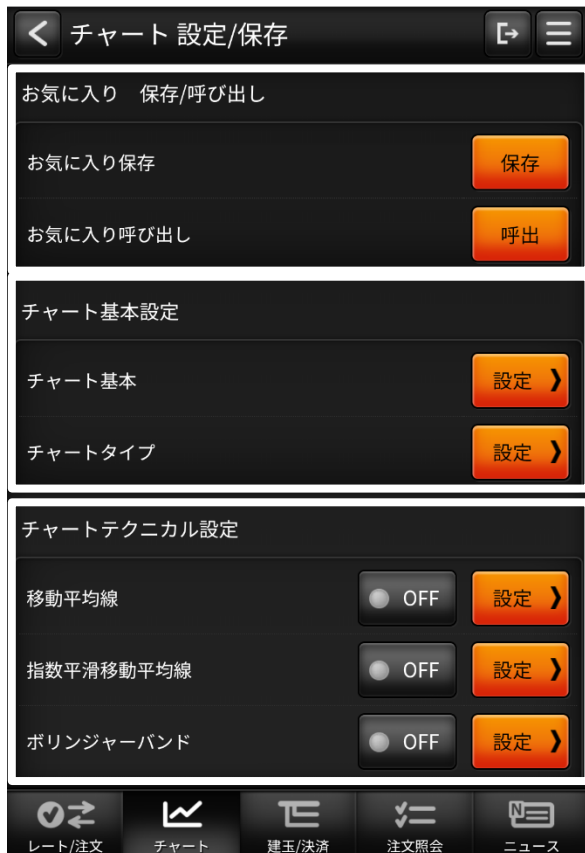 チャート 設定/保存
お気に入り　保存/呼び出し
お気に入り保存 保存
お気に入り呼び出し 呼出
チャート基本設定
チャート基本 設定
チャートタイプ 設定
チャートテクニカル設定
移動平均線 OFF 設定
指数平滑移動平均線 OFF 設定
ボリンジャーバンド OFF 設定
N
レート/注文 チャート 建玉/決済 注文照会 ニュース